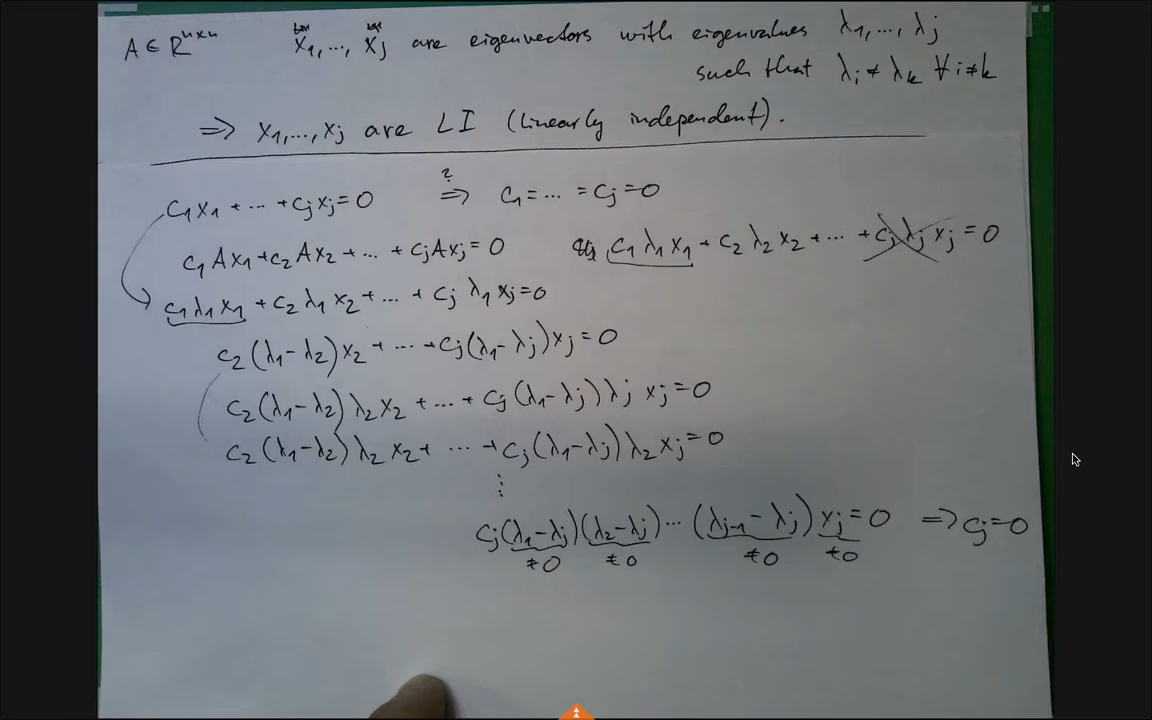 A ∈ R^{n×n} x₁, ..., xⱼ are eigenvectors with eigenvalues λ₁, ..., λⱼ
such that λᵢ ≠ λₖ ∀ i≠k
⇒ x₁, ..., xⱼ are LI (linearly independent).
c₁x₁ + ... + cⱼxⱼ = 0 ?⇒ c₁ = ... = cⱼ = 0
c₁Ax₁ + c₂Ax₂ + ... + cⱼAxⱼ = 0 c₁λ₁x₁ + c₂λ₂x₂ + ... + cⱼλⱼxⱼ = 0
c₁λ₁x₁ + c₂λ₁x₂ + ... + cⱼλ₁xⱼ = 0
c₂(λ₁-λ₂)x₂ + ... + cⱼ(λ₁-λⱼ)xⱼ = 0
c₂(λ₁-λ₂)λ₂x₂ + ... + cⱼ(λ₁-λⱼ)λⱼxⱼ = 0
c₂(λ₁-λ₂)λ₂x₂ + ... + cⱼ(λ₁-λⱼ)λ₂xⱼ = 0
⋮
cⱼ(λ₁-λⱼ)(λ₂-λⱼ)...(λⱼ₋₁-λⱼ)xⱼ = 0 ⇒ cⱼ = 0
≠0 ≠0 ≠0 ≠0